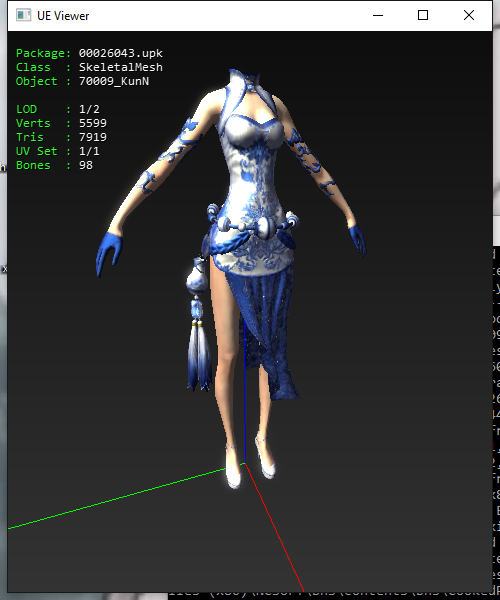 UE Viewer
Package: 00026043.upk
Class : SkeletalMesh
Object : 70009_KunN
LOD : 1/2
Verts : 5599
Tris : 7919
UV Set : 1/1
Bones : 98